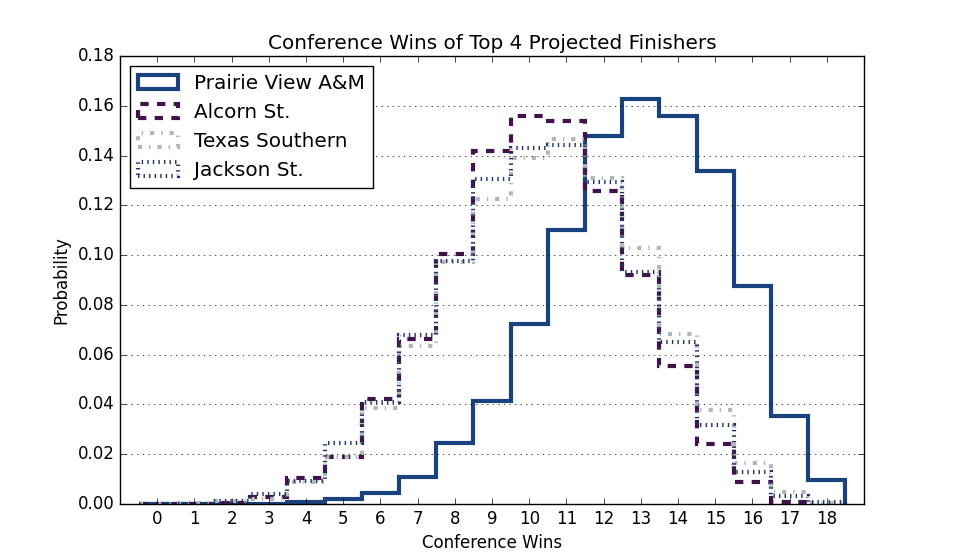 Conference Wins of Top 4 Projected Finishers
Prairie View A&M
Alcorn St.
Texas Southern
Jackson St.
0.18
0.16
0.14
0.12
0.10
0.08
0.06
0.04
0.02
0.00
Probability
0 1 2 3 4 5 6 7 8 9 10 11 12 13 14 15 16 17 18
Conference Wins